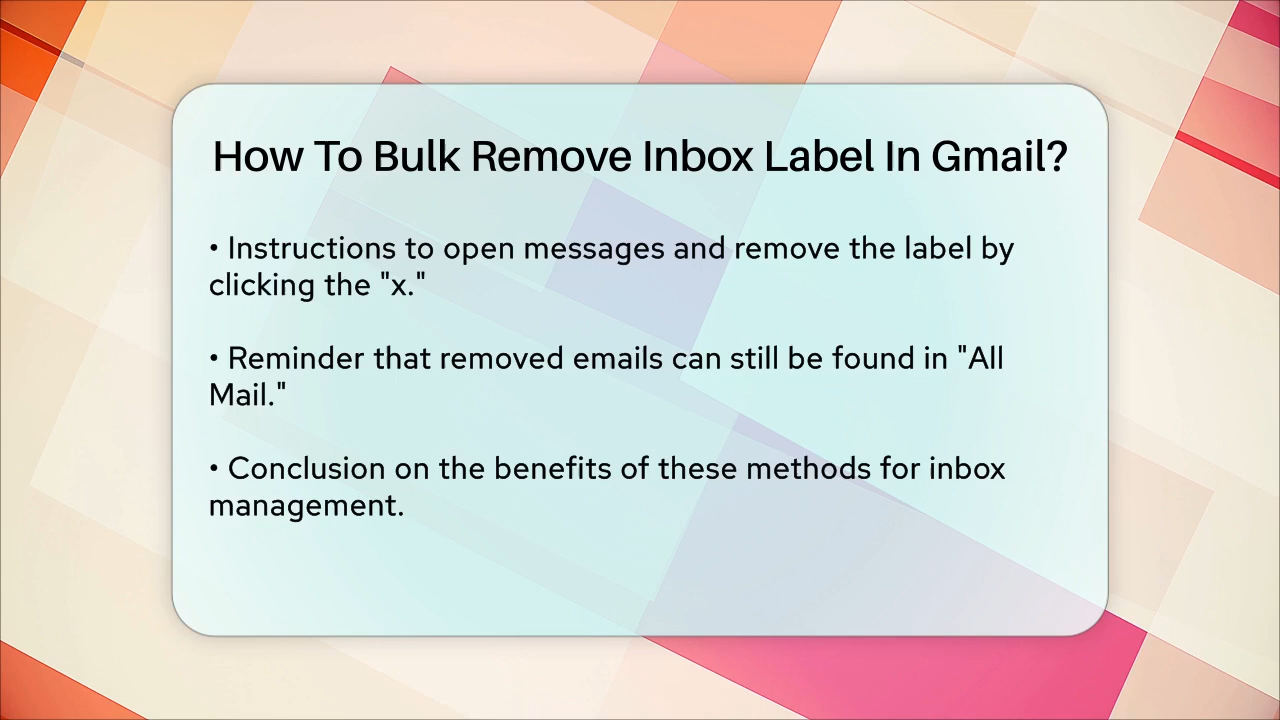 How To Bulk Remove Inbox Label In Gmail?
• Instructions to open messages and remove the label by
clicking the "x."
• Reminder that removed emails can still be found in "All
Mail."
• Conclusion on the benefits of these methods for inbox
management.